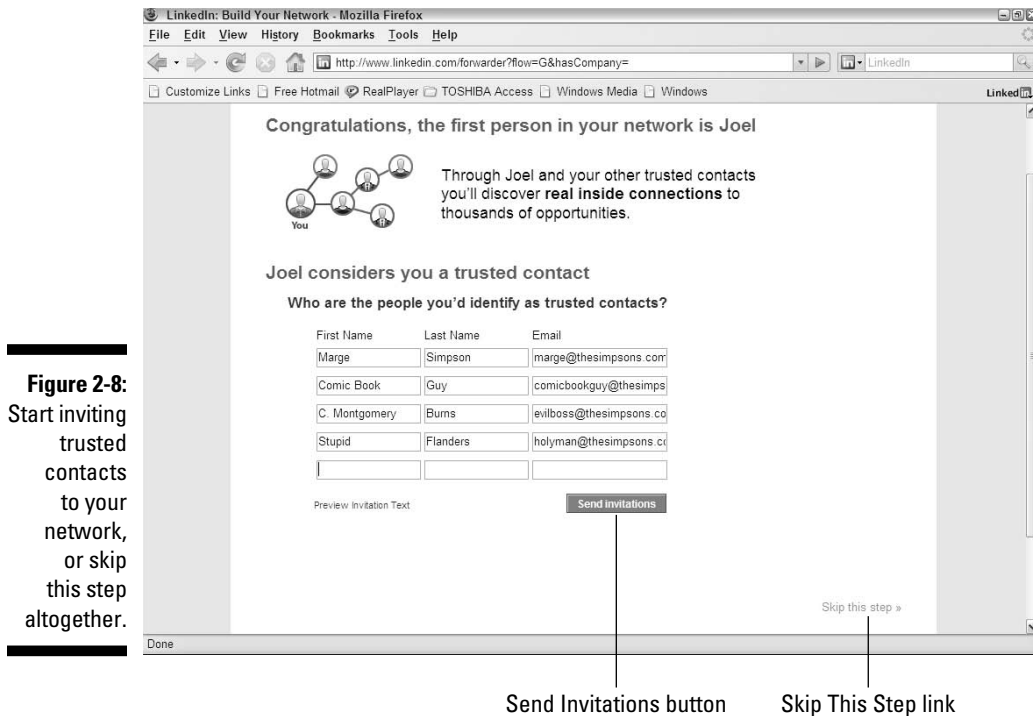 LinkedIn: Build Your Network - Mozilla Firefox
File Edit View History Bookmarks Tools Help
http://www.linkedin.com/forwarder?flow=G&hasCompany=
LinkedIn
Customize Links Free Hotmail RealPlayer TOSHIBA Access Windows Media Windows
Linked in
Congratulations, the first person in your network is Joel
You
Through Joel and your other trusted contacts
you'll discover real inside connections to
thousands of opportunities.
Joel considers you a trusted contact
Who are the people you'd identify as trusted contacts?
First Name Last Name Email
Marge Simpson marge@thesimpsons.com
Comic Book Guy comicbookguy@thesimps
C. Montgomery Burns evilboss@thesimpsons.co
Stupid Flanders holyman@thesimpsons.co
Preview Invitation Text
Send invitations
Skip this step »
Done
Figure 2-8:
Start inviting
trusted
contacts
to your
network,
or skip
this step
altogether.
Send Invitations button
Skip This Step link